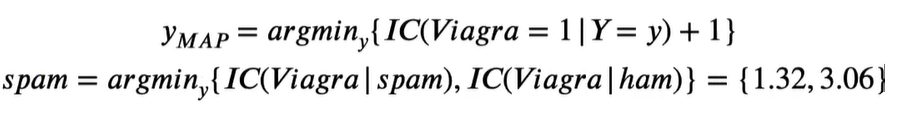 y_MAP = argmin_y{IC(Viagra = 1 | Y = y) + 1}
spam = argmin_y{IC(Viagra | spam), IC(Viagra | ham)} = {1.32, 3.06}